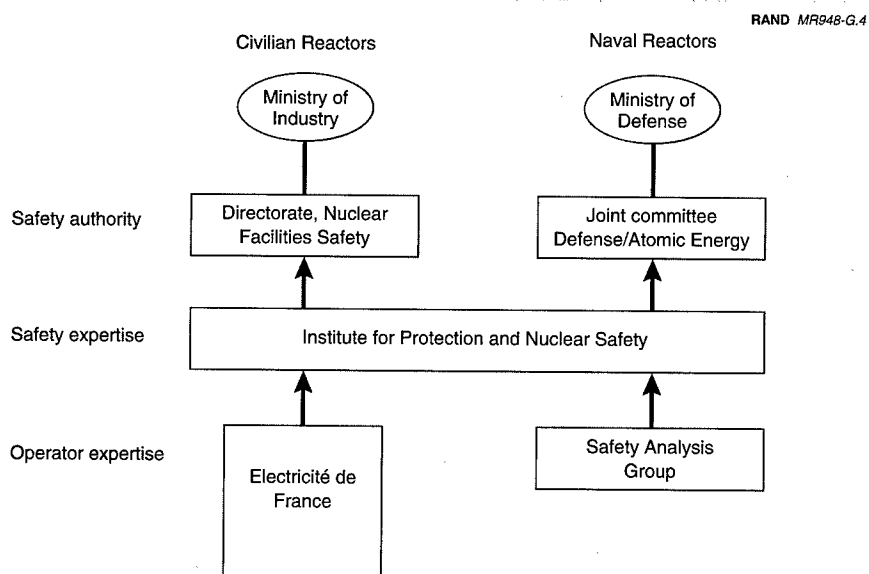 RAND MR948-G.4
Civilian Reactors
Naval Reactors
Ministry of
Industry
Ministry of
Defense
Safety authority
Directorate, Nuclear
Facilities Safety
Joint committee
Defense/Atomic Energy
Safety expertise
Institute for Protection and Nuclear Safety
Operator expertise
Electricité de
France
Safety Analysis
Group